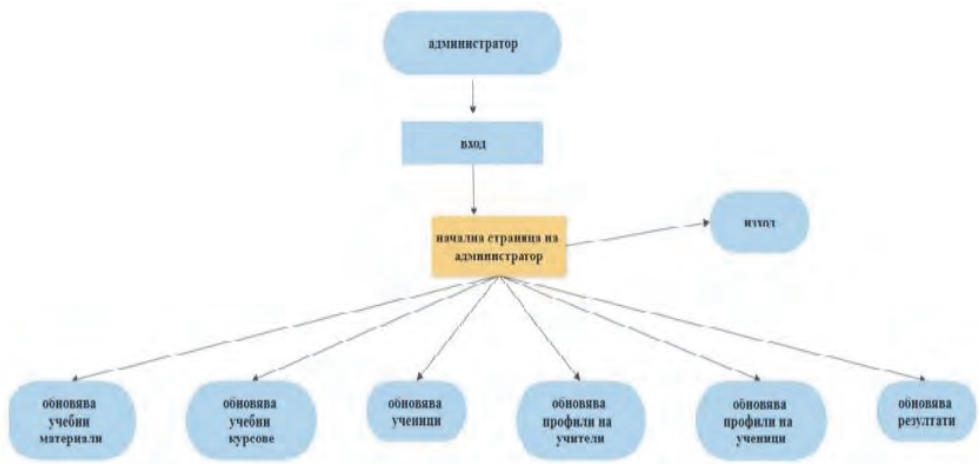 администратор
вход
начална страница на
администратор
изход
обновява
учебни
материали
обновява
учебни
курсове
обновява
ученици
обновява
профили на
учители
обновява
профили на
ученици
обновява
резултати